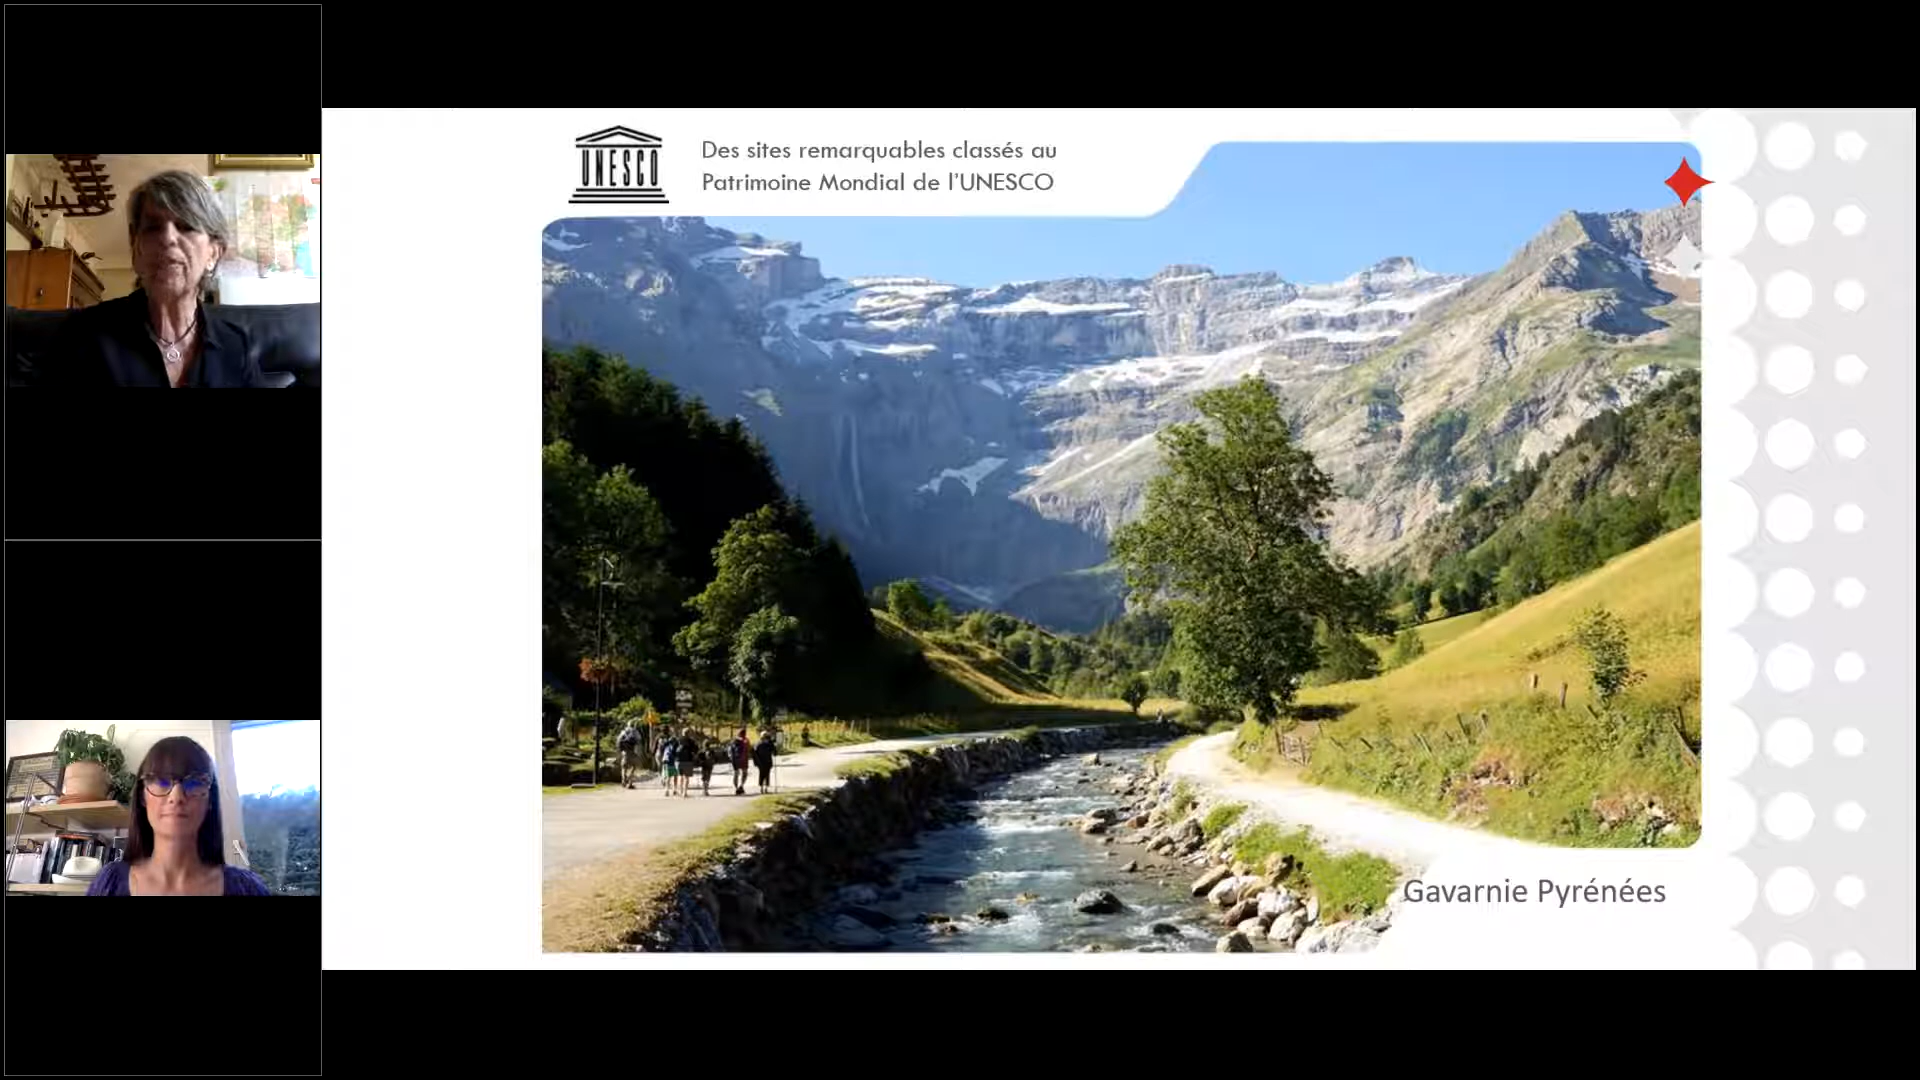 UNESCO
Des sites remarquables classés au
Patrimoine Mondial de l'UNESCO
Gavarnie Pyrénées